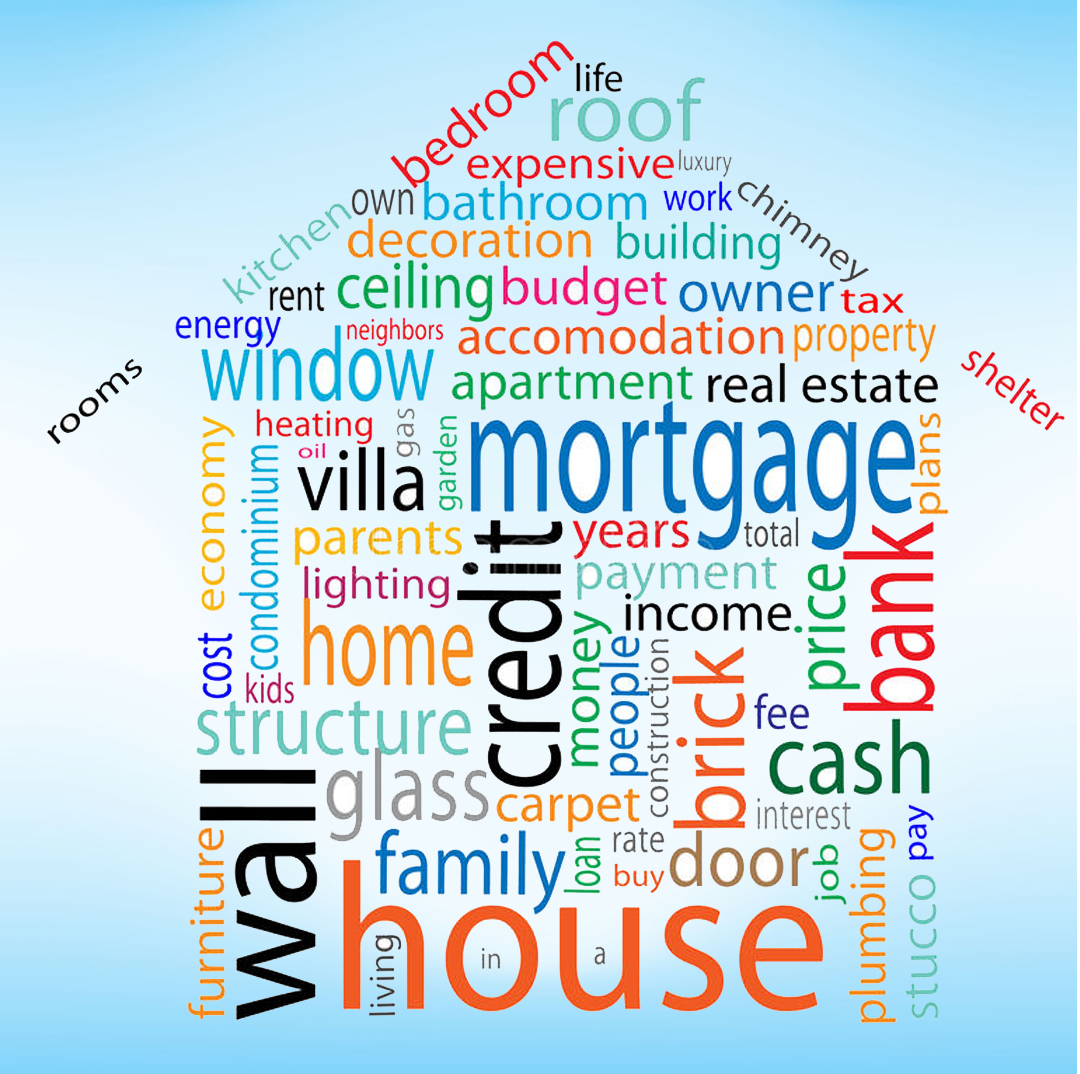 bedroom
life
roof
expensive luxury
kitchen own bathroom work chimney
decoration building
rent ceiling budget owner tax
energy neighbors accomodation property
rooms window apartment real estate shelter
economy heating gas garden mortgage plans
oil villa
condominium parents credit years total bank
lighting payment
home money income price
cost people construction brick
kids fee
structure cash
wall glass carpet interest
furniture family loan rate door job plumbing pay
buy
house stucco
living in a